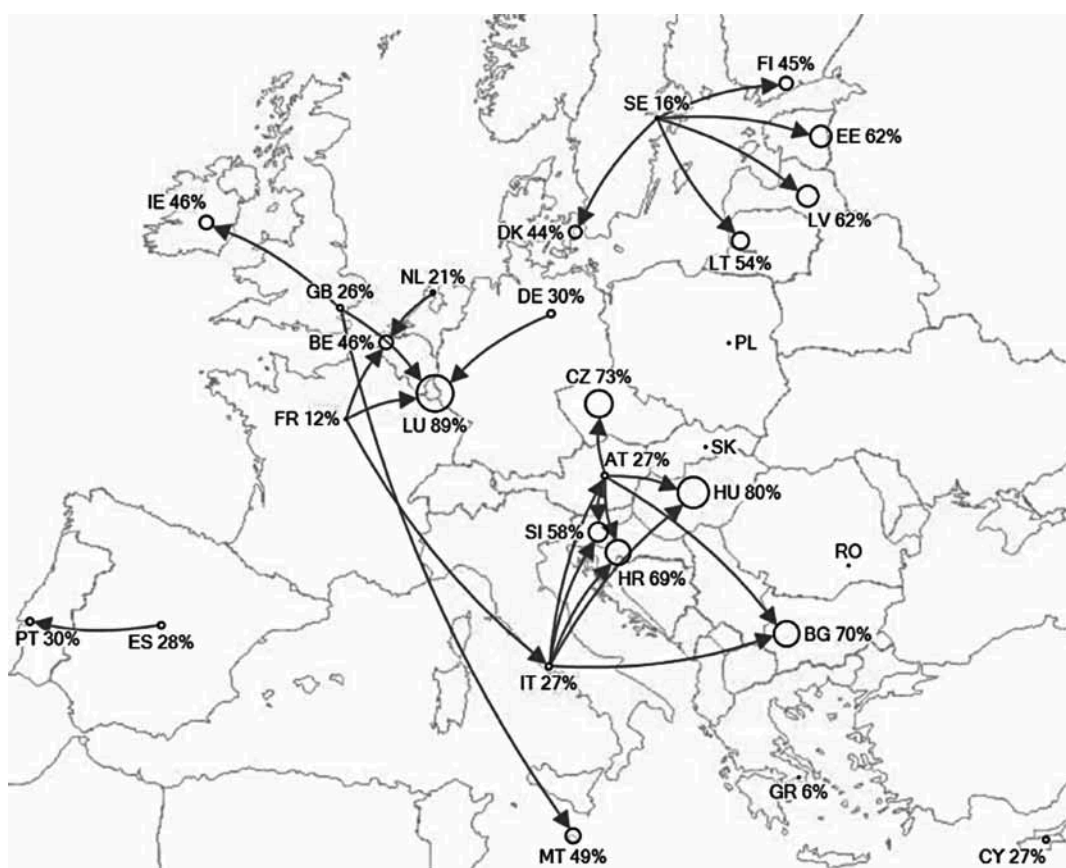 FI 45%
SE 16%
EE 62%
IE 46%
LV 62%
DK 44%
LT 54%
NL 21%
GB 26%
DE 30%
BE 46%
PL
CZ 73%
FR 12%
LU 89%
SK
AT 27%
HU 80%
SI 58%
RO
HR 69%
PT 30%
ES 28%
BG 70%
IT 27%
GR 6%
MT 49%
CY 27%